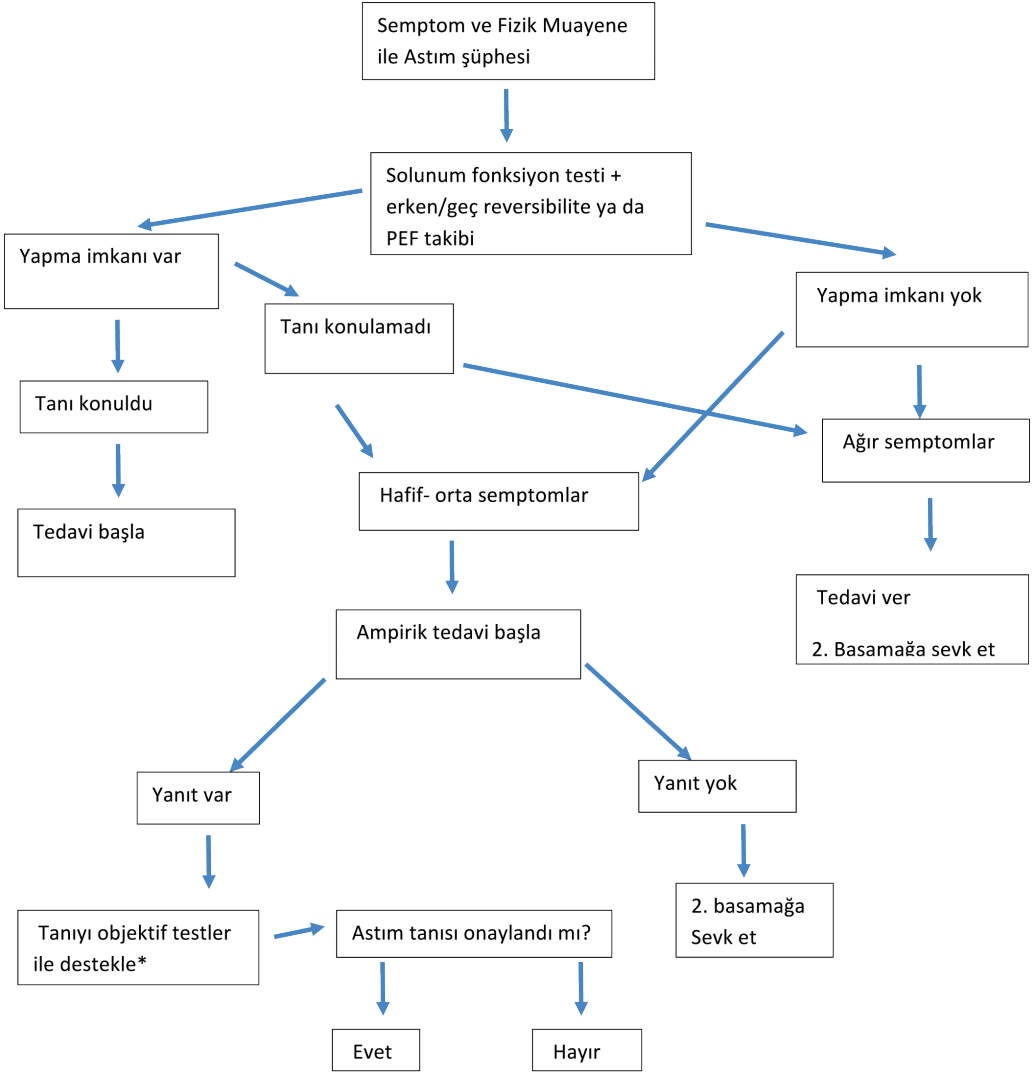 Semptom ve Fizik Muayene
ile Astım şüphesi
Solunum fonksiyon testi +
erken/geç reversibilite ya da
PEF takibi
Yapma imkanı var
Yapma imkanı yok
Tanı konulamadı
Tanı konuldu
Ağır semptomlar
Hafif- orta semptomlar
Tedavi başla
Tedavi ver
2. Basamağa sevk et
Ampirik tedavi başla
Yanıt var
Yanıt yok
2. basamağa
Sevk et
Tanıyı objektif testler
ile destekle*
Astım tanısı onaylandı mı?
Evet
Hayır